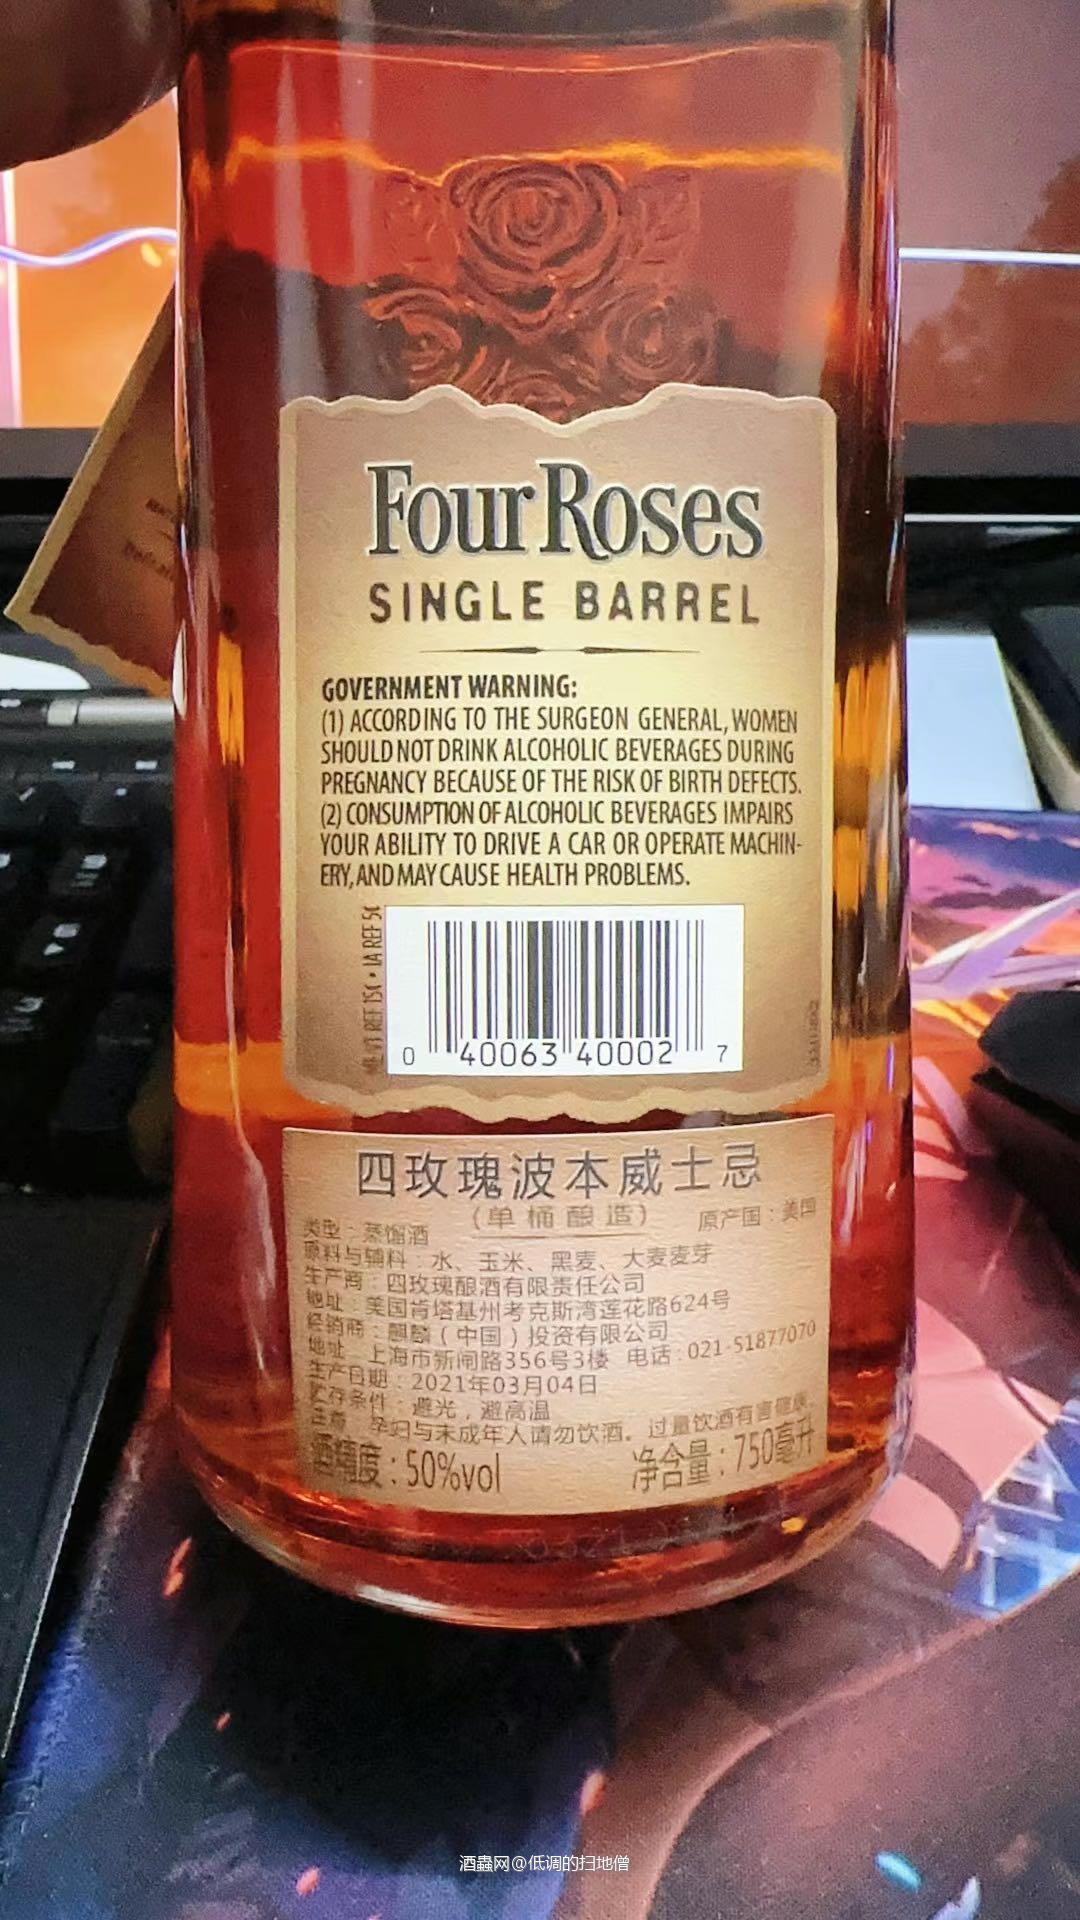 Four Roses
SINGLE BARREL
GOVERNMENT WARNING:
(1) ACCORDING TO THE SURGEON GENERAL, WOMEN
SHOULD NOT DRINK ALCOHOLIC BEVERAGES DURING
PREGNANCY BECAUSE OF THE RISK OF BIRTH DEFECTS.
(2) CONSUMPTION OF ALCOHOLIC BEVERAGES IMPAIRS
YOUR ABILITY TO DRIVE A CAR OR OPERATE MACHIN-
ERY, AND MAY CAUSE HEALTH PROBLEMS.
ME VT REF 15¢ • IA REF 5¢
0 40063 40002 7
四玫瑰波本威士忌
(单桶酿造)
类型：蒸馏酒 原产国：美国
原料与辅料：水、玉米、黑麦、大麦麦芽
生产商：四玫瑰酿酒有限责任公司
地址：美国肯塔基州考克斯湾莲花路624号
经销商：麒麟（中国）投资有限公司
地址：上海市新闸路356号3楼 电话：021-51877070
生产日期：2021年03月04日
贮存条件：避光，避高温
注意：孕妇与未成年人请勿饮酒。过量饮酒有害健康。
酒精度：50%vol 净含量：750毫升
酒蟲网@低调的扫地僧